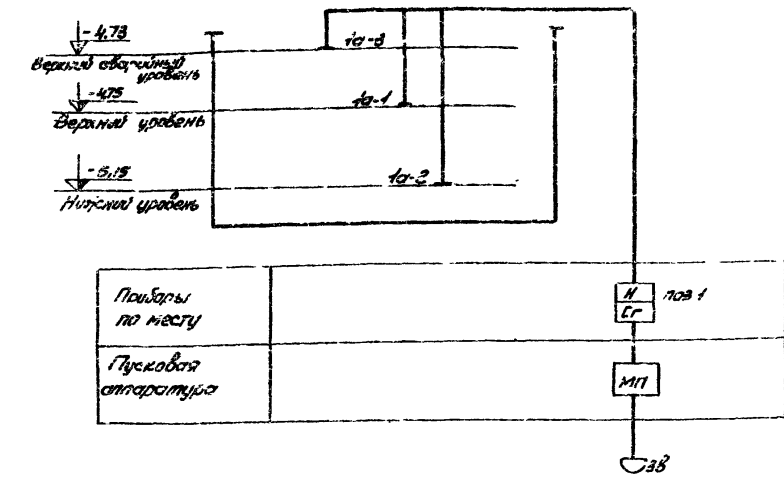 -4,73
Верхний аварийный
уровень
1а-3
-4,75
Верхний уровень
1а-1
-5,15
Нижний уровень
1а-2
Приборы
по месту
Н
Сг
поз 1
Пусковая
аппаратура
МП
ЗВ